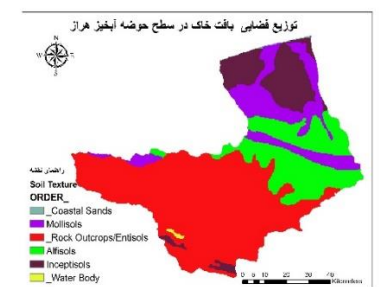 توزیع فضایی بافت خاک در سطح حوضه آبخیز هراز
N
W E
S
راهنمای نقشه
Soil Texture
ORDER_
_Coastal Sands
Mollisols
_Rock Outcrops/Entisols
Alfisols
Inceptisols
_Water Body
0 5 10 20 30 40
Kilometers